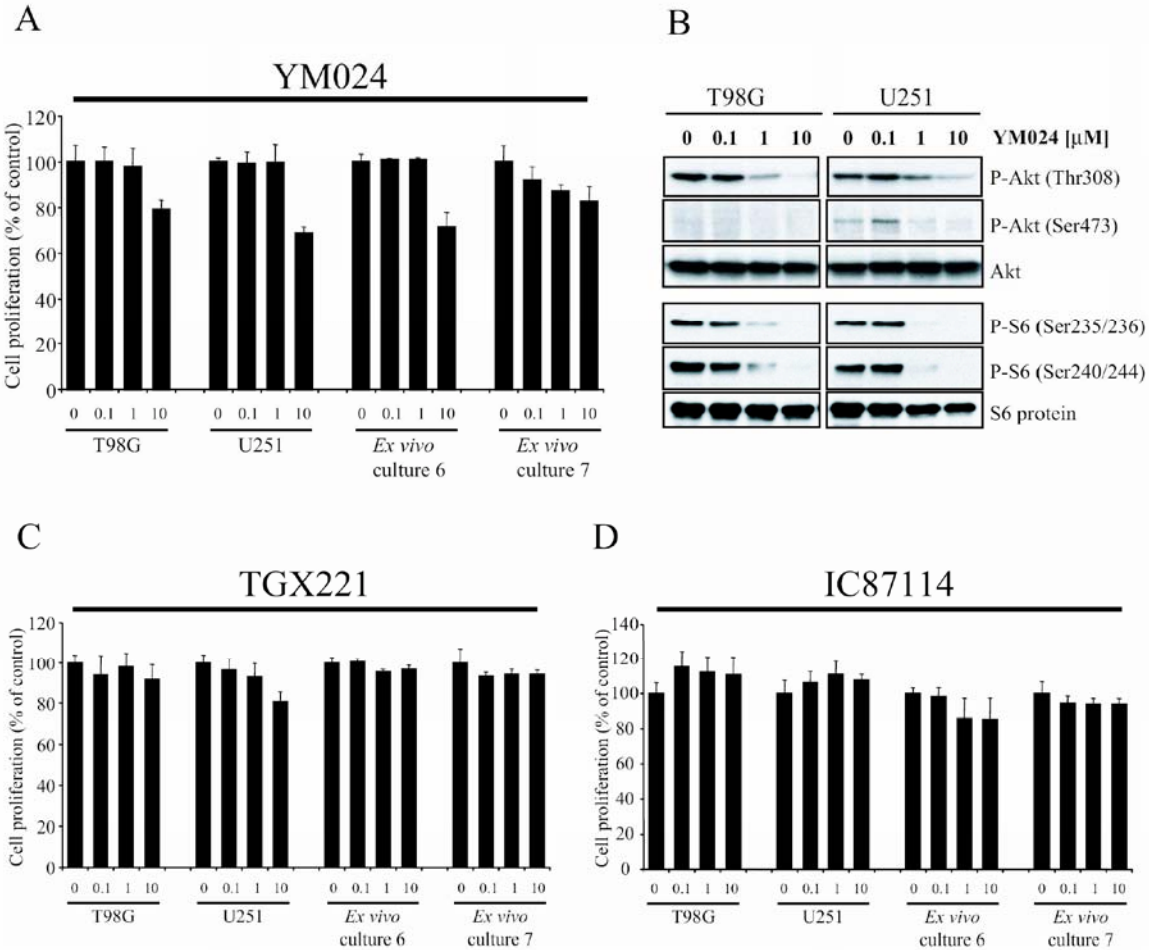 A
YM024
Cell proliferation (% of control)
120
100
80
60
40
20
0
0 0.1 1 10 0 0.1 1 10 0 0.1 1 10 0 0.1 1 10
T98G U251 Ex vivo culture 6 Ex vivo culture 7
B
T98G U251
0 0.1 1 10 0 0.1 1 10 YM024 [µM]
P-Akt (Thr308)
P-Akt (Ser473)
Akt
P-S6 (Ser235/236)
P-S6 (Ser240/244)
S6 protein
C
TGX221
Cell proliferation (% of control)
120
100
80
60
40
20
0
0 0.1 1 10 0 0.1 1 10 0 0.1 1 10 0 0.1 1 10
T98G U251 Ex vivo culture 6 Ex vivo culture 7
D
IC87114
Cell proliferation (% of control)
140
120
100
80
60
40
20
0
0 0.1 1 10 0 0.1 1 10 0 0.1 1 10 0 0.1 1 10
T98G U251 Ex vivo culture 6 Ex vivo culture 7